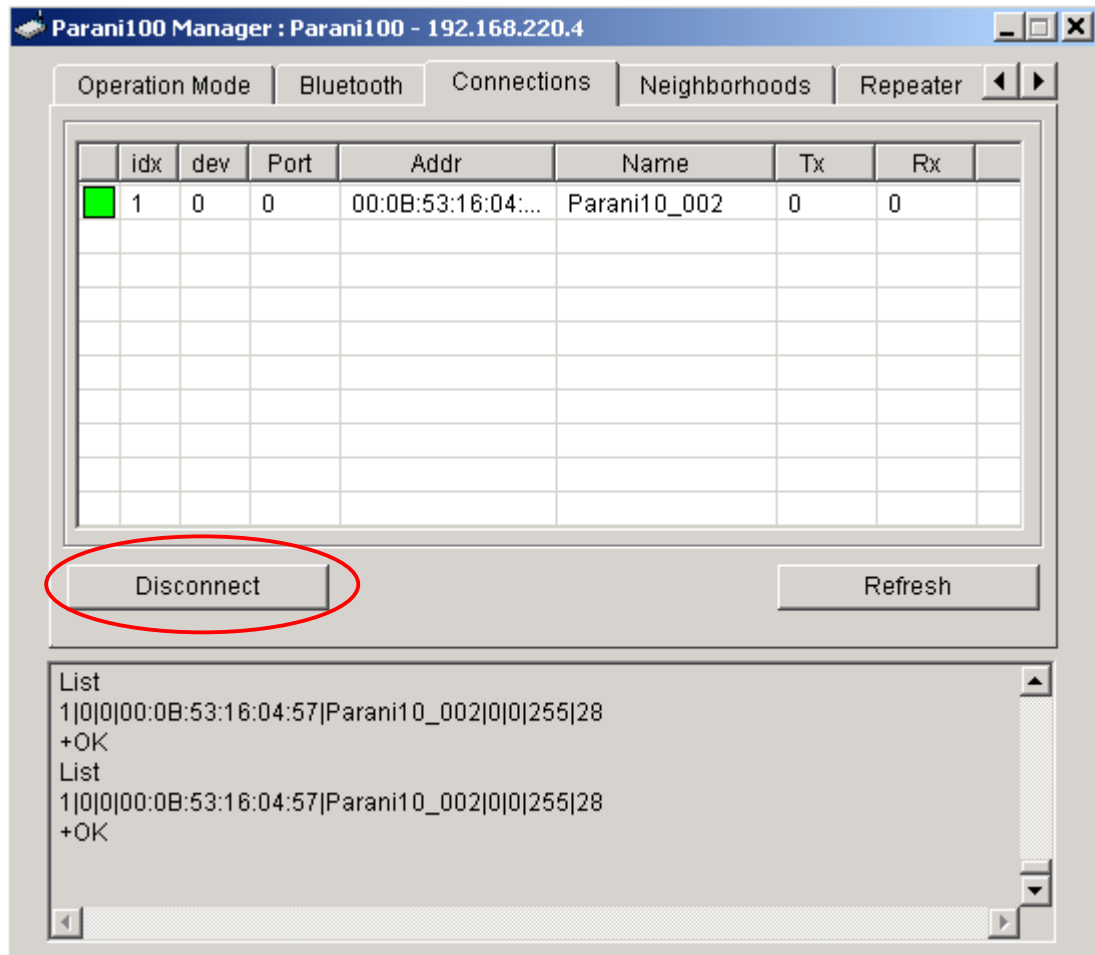 Parani100 Manager : Parani100 - 192.168.220.4
Operation Mode Bluetooth Connections Neighborhoods Repeater
idx dev Port Addr Name Tx Rx
1 0 0 00:0B:53:16:04:... Parani10_002 0 0
Disconnect Refresh
List
1|0|0|00:0B:53:16:04:57|Parani10_002|0|0|255|28
+OK
List
1|0|0|00:0B:53:16:04:57|Parani10_002|0|0|255|28
+OK